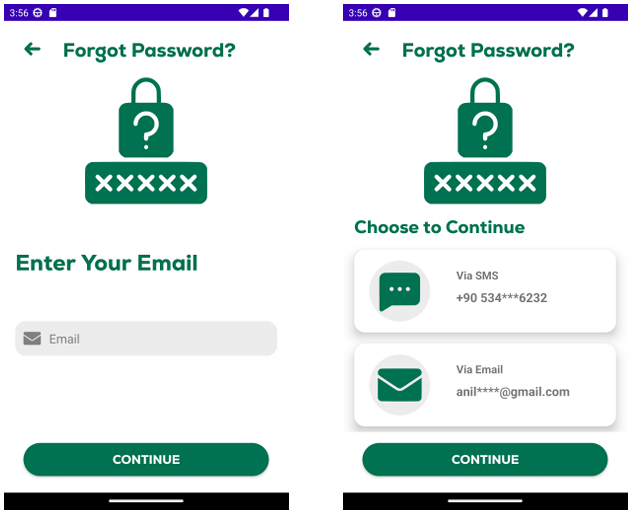 3:56
Forgot Password?
?
XXXXX
Enter Your Email
Email
CONTINUE
3:56
Forgot Password?
?
XXXXX
Choose to Continue
Via SMS
+90 534***6232
Via Email
anil****@gmail.com
CONTINUE